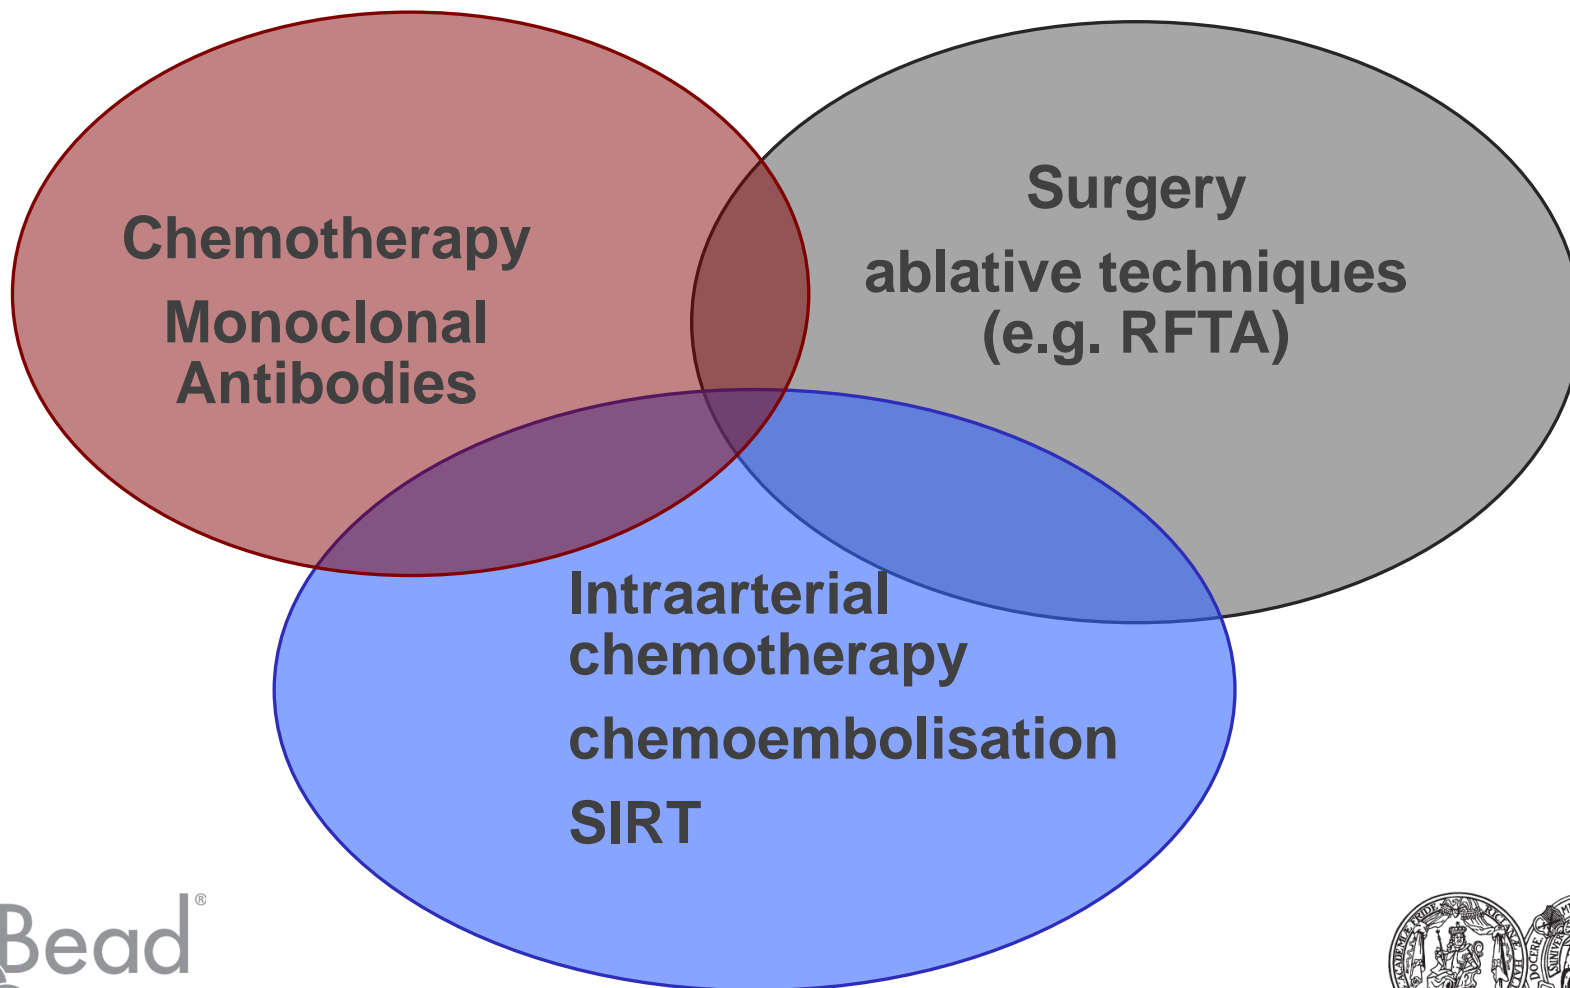 Chemotherapy
Monoclonal
Antibodies
Surgery
ablative techniques
(e.g. RFTA)
Intraarterial
chemotherapy
chemoembolisation
SIRT
Bead®